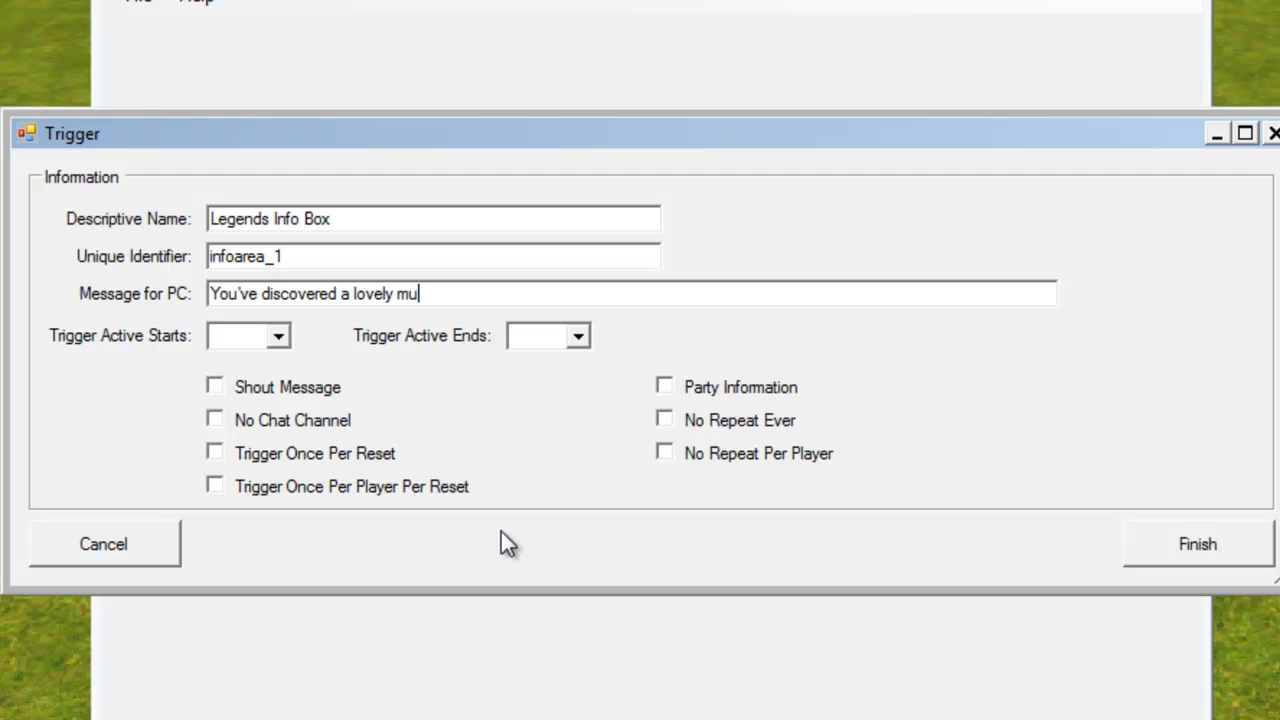 Trigger
Information
Descriptive Name: Legends Info Box
Unique Identifier: infoarea_1
Message for PC: You've discovered a lovely mu
Trigger Active Starts: Trigger Active Ends:
Shout Message Party Information
No Chat Channel No Repeat Ever
Trigger Once Per Reset No Repeat Per Player
Trigger Once Per Player Per Reset
Cancel Finish